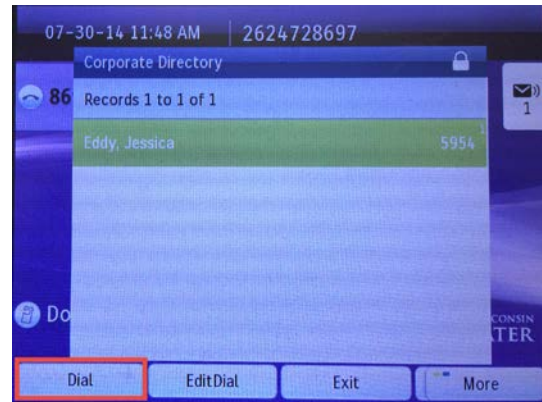 07-30-14 11:48 AM 2624728697
Corporate Directory
86
Records 1 to 1 of 1
1
Eddy, Jessica 5954
1
Do
CONSIN
TER
Dial EditDial Exit More